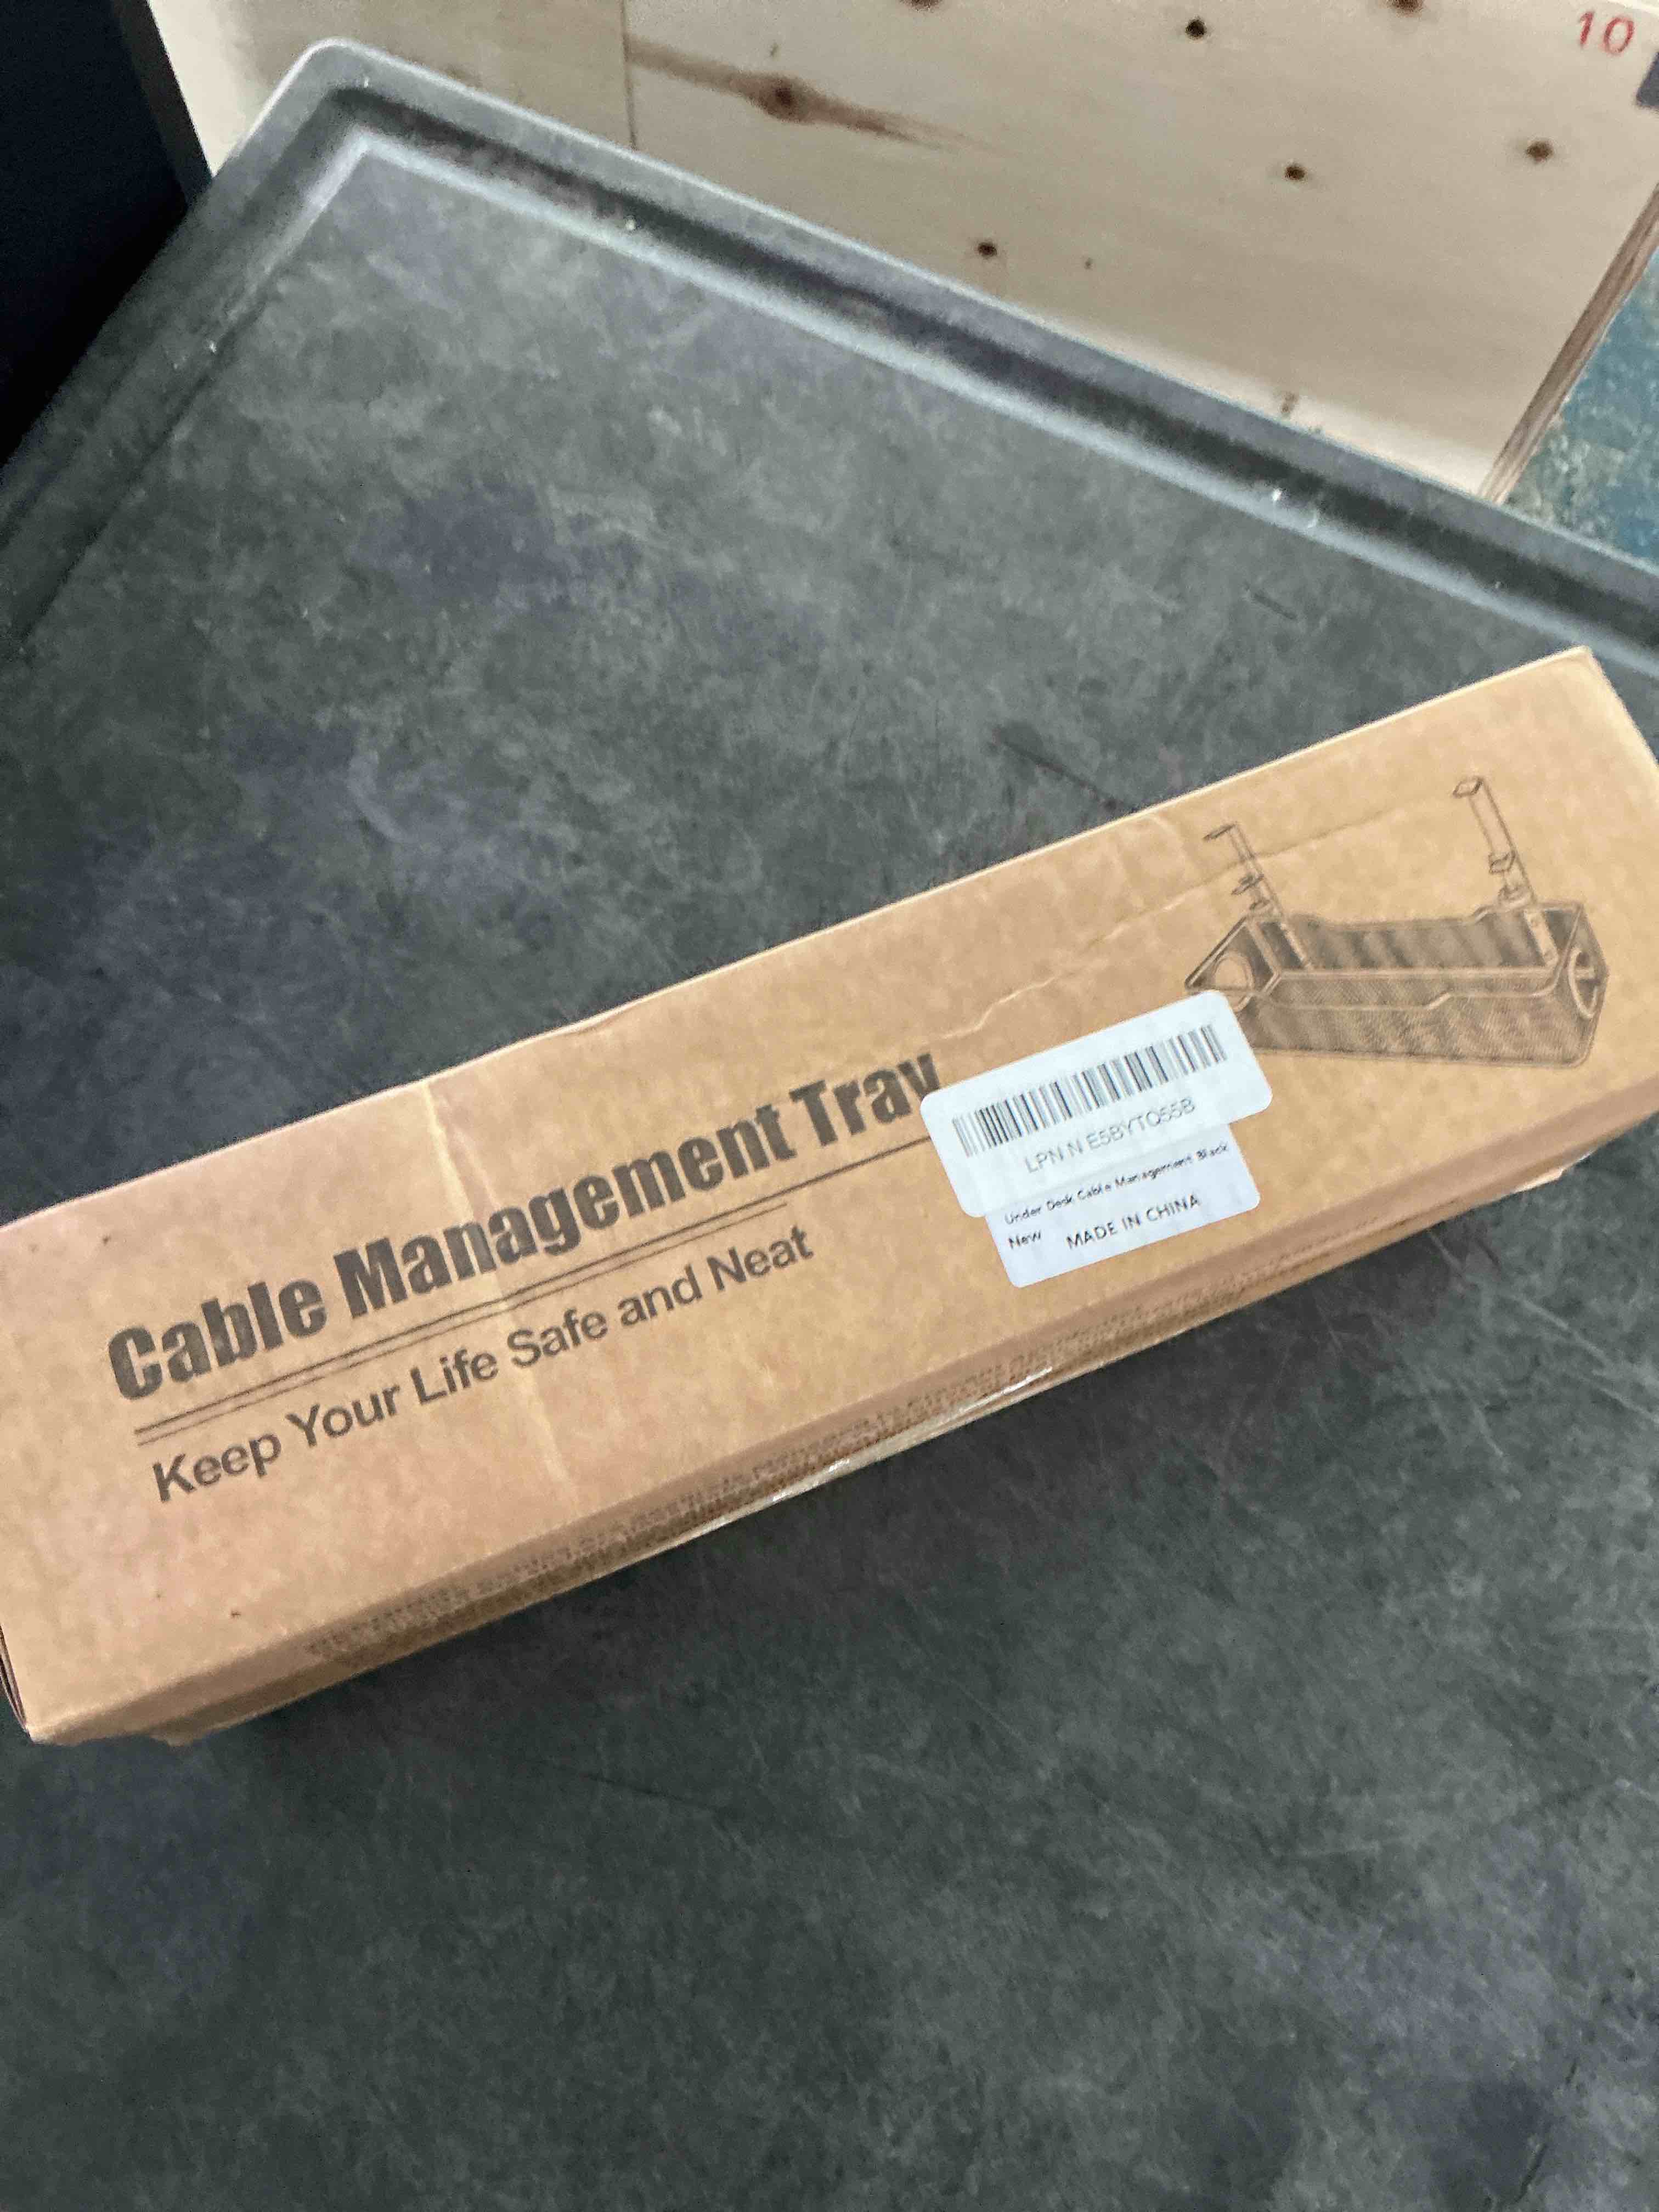 10
Cable Management Tray
Keep Your Life Safe and Neat
LPN N E5BYTQ55B
Under Desk Cable Management Black
New MADE IN CHINA